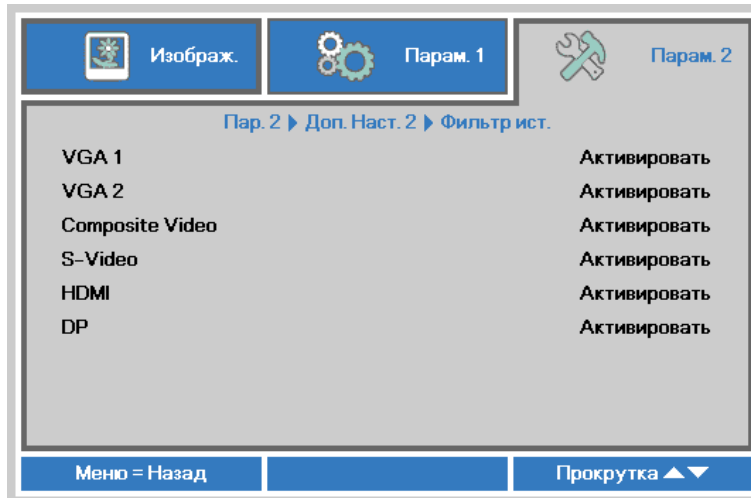 Изображ. Парам. 1 Парам. 2
Пар. 2 ▶ Доп. Наст. 2 ▶ Фильтр ист.
VGA 1 Активировать
VGA 2 Активировать
Composite Video Активировать
S-Video Активировать
HDMI Активировать
DP Активировать
Меню = Назад Прокрутка ▲▼